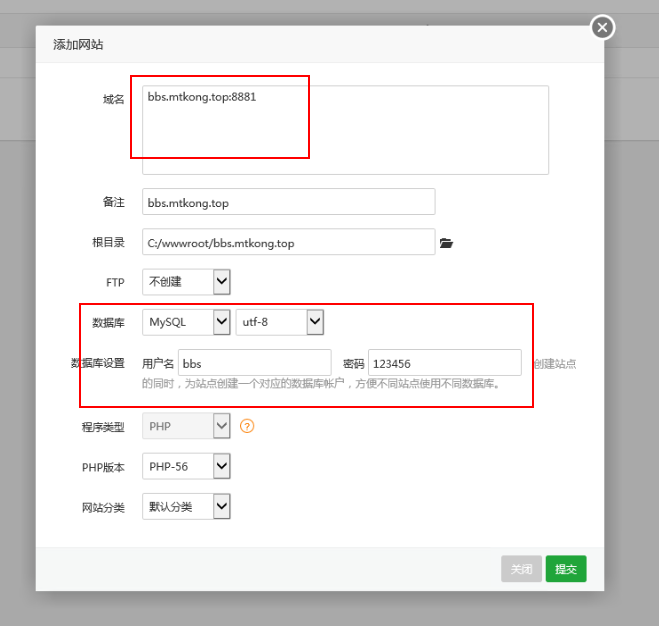 添加网站
域名 bbs.mtkong.top:8881
备注 bbs.mtkong.top
根目录 C:/wwwroot/bbs.mtkong.top
FTP 不创建
数据库 MySQL utf-8
数据库设置 用户名 bbs 密码 123456 创建站点
的同时，为站点创建一个对应的数据库帐户，方便不同站点使用不同数据库。
程序类型 PHP ?
PHP版本 PHP-56
网站分类 默认分类
关闭 提交